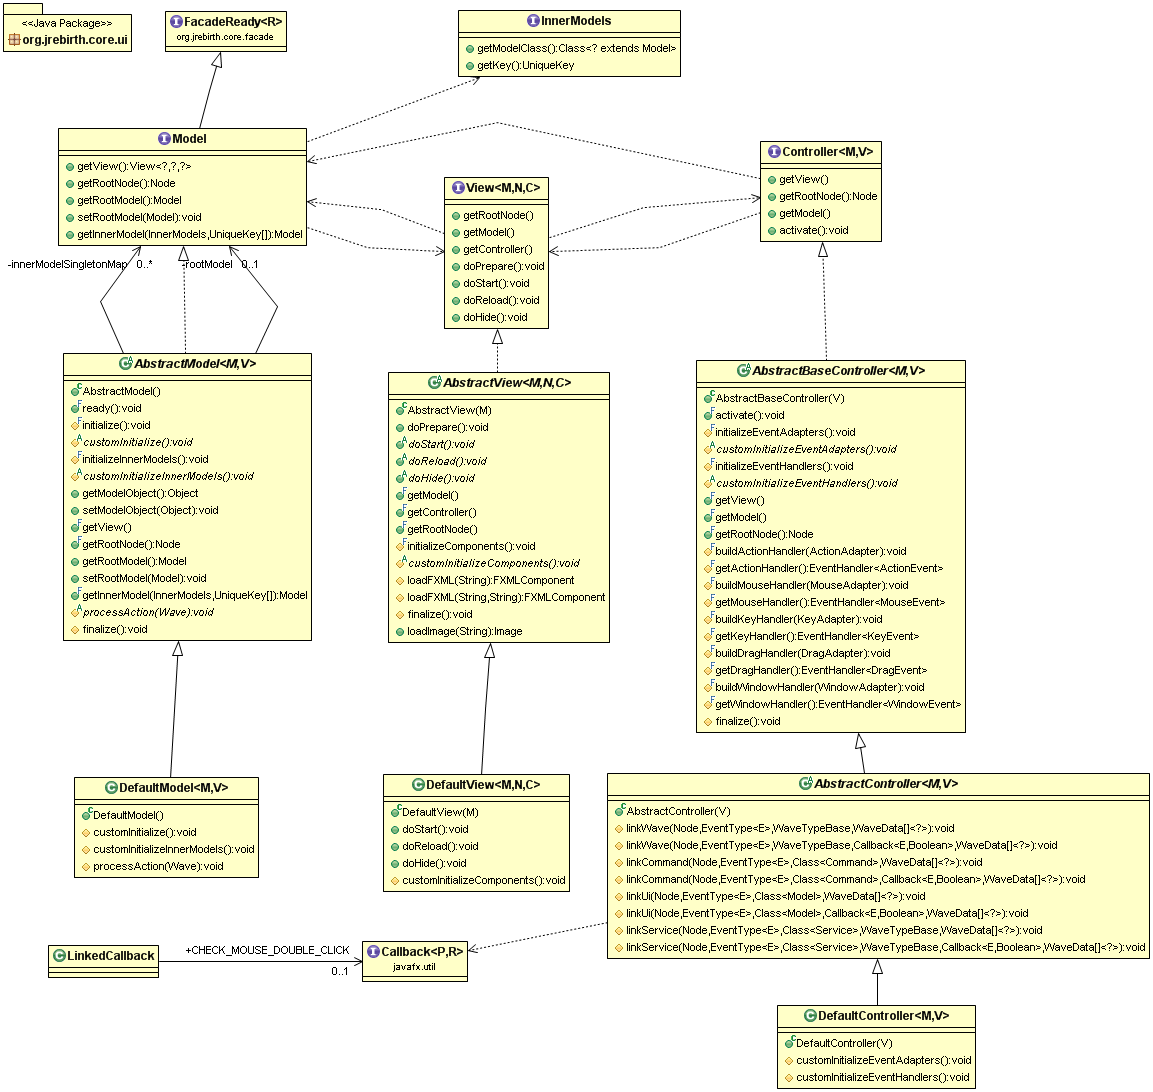 <<Java Package>>
org.jrebirth.core.ui
FacadeReady<R>
org.jrebirth.core.facade
InnerModels
getModelClass():Class<? extends Model>
getKey():UniqueKey
Model
getView():View<?,?,?>
getRootNode():Node
getRootModel():Model
setRootModel(Model):void
getInnerModel(InnerModels,UniqueKey[]):Model
View<M,N,C>
getRootNode()
getModel()
getController()
doPrepare():void
doStart():void
doReload():void
doHide():void
Controller<M,V>
getView()
getRootNode():Node
getModel()
activate():void
-innerModelSingletonMap 0..*
-rootModel 0..1
AbstractModel<M,V>
AbstractModel()
ready():void
initialize():void
customInitialize():void
initializeInnerModels():void
customInitializeInnerModels():void
getModelObject():Object
setModelObject(Object):void
getView()
getRootNode():Node
getRootModel():Model
setRootModel(Model):void
getInnerModel(InnerModels,UniqueKey[]):Model
processAction(Wave):void
finalize():void
AbstractView<M,N,C>
AbstractView(M)
doPrepare():void
doStart():void
doReload():void
doHide():void
getModel()
getController()
getRootNode()
initializeComponents():void
customInitializeComponents():void
loadFXML(String):FXMLComponent
loadFXML(String,String):FXMLComponent
finalize():void
loadImage(String):Image
AbstractBaseController<M,V>
AbstractBaseController(V)
activate():void
initializeEventAdapters():void
customInitializeEventAdapters():void
initializeEventHandlers():void
customInitializeEventHandlers():void
getView()
getModel()
getRootNode():Node
buildActionHandler(ActionAdapter):void
getActionHandler():EventHandler<ActionEvent>
buildMouseHandler(MouseAdapter):void
getMouseHandler():EventHandler<MouseEvent>
buildKeyHandler(KeyAdapter):void
getKeyHandler():EventHandler<KeyEvent>
buildDragHandler(DragAdapter):void
getDragHandler():EventHandler<DragEvent>
buildWindowHandler(WindowAdapter):void
getWindowHandler():EventHandler<WindowEvent>
finalize():void
DefaultModel<M,V>
DefaultModel()
customInitialize():void
customInitializeInnerModels():void
processAction(Wave):void
DefaultView<M,N,C>
DefaultView(M)
doStart():void
doReload():void
doHide():void
customInitializeComponents():void
AbstractController<M,V>
AbstractController(V)
linkWave(Node,EventType<E>,WaveTypeBase,WaveData[]<?>):void
linkWave(Node,EventType<E>,WaveTypeBase,Callback<E,Boolean>,WaveData[]<?>):void
linkCommand(Node,EventType<E>,Class<Command>,WaveData[]<?>):void
linkCommand(Node,EventType<E>,Class<Command>,Callback<E,Boolean>,WaveData[]<?>):void
linkUi(Node,EventType<E>,Class<Model>,WaveData[]<?>):void
linkUi(Node,EventType<E>,Class<Model>,Callback<E,Boolean>,WaveData[]<?>):void
linkService(Node,EventType<E>,Class<Service>,WaveTypeBase,WaveData[]<?>):void
linkService(Node,EventType<E>,Class<Service>,WaveTypeBase,Callback<E,Boolean>,WaveData[]<?>):void
LinkedCallback
+CHECK_MOUSE_DOUBLE_CLICK
0..1
Callback<P,R>
javafx.util
DefaultController<M,V>
DefaultController(V)
customInitializeEventAdapters():void
customInitializeEventHandlers():void